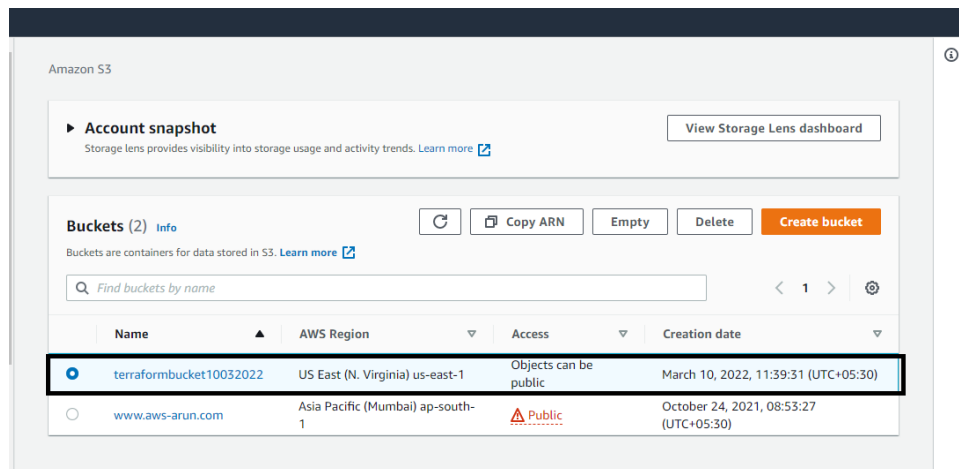 Amazon S3
Account snapshot
View Storage Lens dashboard
Storage lens provides visibility into storage usage and activity trends. Learn more
Buckets (2) Info
Copy ARN
Empty
Delete
Create bucket
Buckets are containers for data stored in S3. Learn more
Find buckets by name
1
Name AWS Region Access Creation date
terraformbucket10032022 US East (N. Virginia) us-east-1 Objects can be public March 10, 2022, 11:39:31 (UTC+05:30)
www.aws-arun.com Asia Pacific (Mumbai) ap-south-1 Public October 24, 2021, 08:53:27 (UTC+05:30)